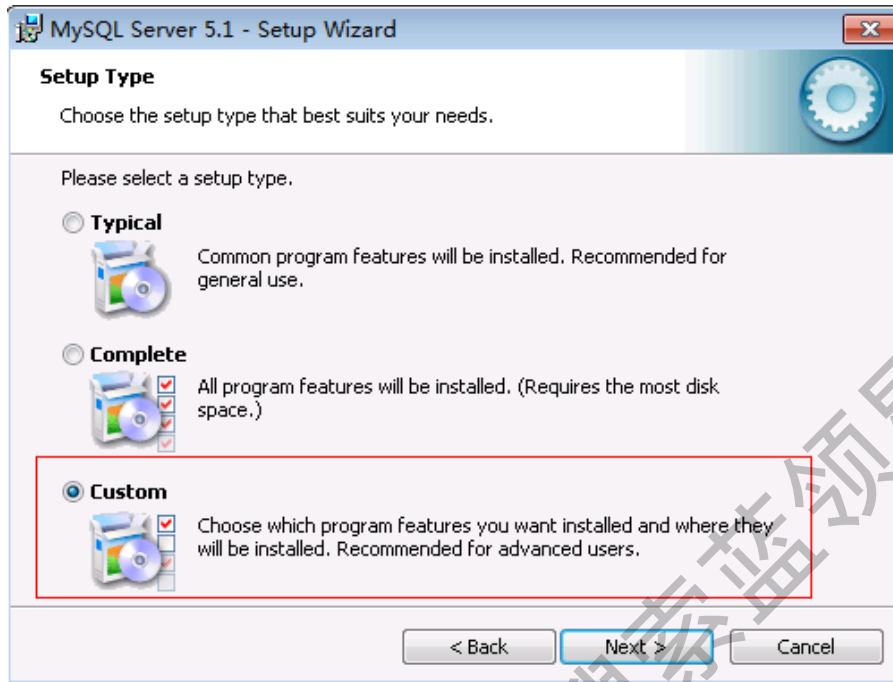 MySQL Server 5.1 - Setup Wizard
Setup Type
Choose the setup type that best suits your needs.
Please select a setup type.
Typical
Common program features will be installed. Recommended for
general use.
Complete
All program features will be installed. (Requires the most disk
space.)
Custom
Choose which program features you want installed and where they
will be installed. Recommended for advanced users.
< Back
Next >
Cancel
索蓝领